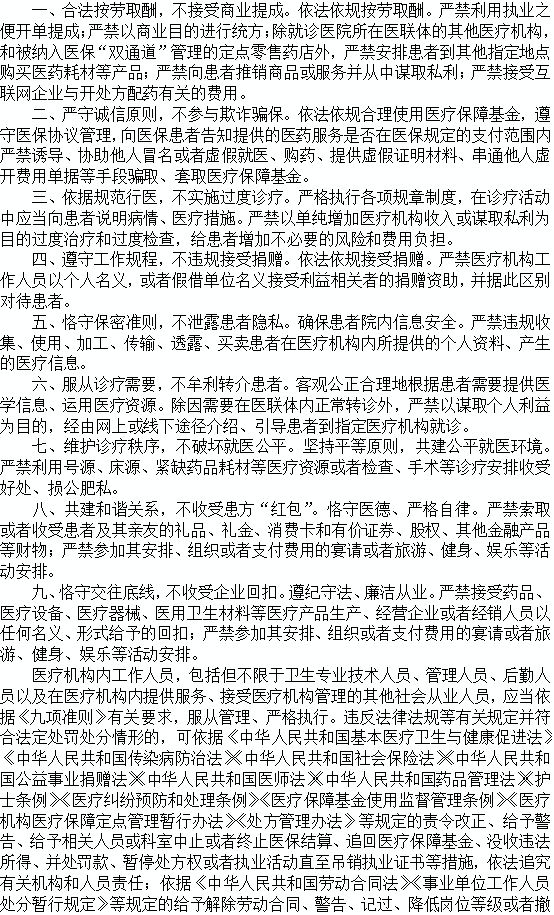 一、合法按劳取酬，不接受商业提成。依法依规按劳取酬。严禁利用执业之
便开单提成；严禁以商业目的进行统方；除就诊医院所在医联体的其他医疗机构，
和被纳入医保“双通道”管理的定点零售药店外，严禁安排患者到其他指定地点
购买医药耗材等产品；严禁向患者推销商品或服务并从中谋取私利；严禁接受互
联网企业与开处方配药有关的费用。
二、严守诚信原则，不参与欺诈骗保。依法依规合理使用医疗保障基金，遵
守医保协议管理，向医保患者告知提供的医药服务是否在医保规定的支付范围内
严禁诱导、协助他人冒名或者虚假就医、购药、提供虚假证明材料、串通他人虚
开费用单据等手段骗取、套取医疗保障基金。
三、依据规范行医，不实施过度诊疗。严格执行各项规章制度，在诊疗活动
中应当向患者说明病情、医疗措施。严禁以单纯增加医疗机构收入或谋取私利为
目的过度治疗和过度检查，给患者增加不必要的风险和费用负担。
四、遵守工作规程，不违规接受捐赠。依法依规接受捐赠。严禁医疗机构工
作人员以个人名义，或者假借单位名义接受利益相关者的捐赠资助，并据此区别
对待患者。
五、恪守保密准则，不泄露患者隐私。确保患者院内信息安全。严禁违规收
集、使用、加工、传输、透露、买卖患者在医疗机构内所提供的个人资料、产生
的医疗信息。
六、服从诊疗需要，不牟利转介患者。客观公正合理地根据患者需要提供医
学信息、运用医疗资源。除因需要在医联体内正常转诊外，严禁以谋取个人利益
为目的，经由网上或线下途径介绍、引导患者到指定医疗机构就诊。
七、维护诊疗秩序，不破坏就医公平。坚持平等原则，共建公平就医环境。
严禁利用号源、床源、紧缺药品耗材等医疗资源或者检查、手术等诊疗安排收受
好处、损公肥私。
八、共建和谐关系，不收受患方“红包”。恪守医德、严格自律。严禁索取
或者收受患者及其亲友的礼品、礼金、消费卡和有价证券、股权、其他金融产品
等财物；严禁参加其安排、组织或者支付费用的宴请或者旅游、健身、娱乐等活
动安排。
九、恪守交往底线，不收受企业回扣。遵纪守法、廉洁从业。严禁接受药品、
医疗设备、医疗器械、医用卫生材料等医疗产品生产、经营企业或者经销人员以
任何名义、形式给予的回扣；严禁参加其安排、组织或者支付费用的宴请或者旅
游、健身、娱乐等活动安排。
医疗机构内工作人员，包括但不限于卫生专业技术人员、管理人员、后勤人
员以及在医疗机构内提供服务、接受医疗机构管理的其他社会从业人员，应当依
据《九项准则》有关要求，服从管理、严格执行。违反法律法规等有关规定并符
合法定处罚处分情形的，可依据《中华人民共和国基本医疗卫生与健康促进法》
《中华人民共和国传染病防治法》《中华人民共和国社会保险法》《中华人民共和
国公益事业捐赠法》《中华人民共和国医师法》《中华人民共和国药品管理法》《护
士条例》《医疗纠纷预防和处理条例》《医疗保障基金使用监督管理条例》《医疗
机构医疗保障定点管理暂行办法》《处方管理办法》等规定的责令改正、给予警
告、给予相关人员或科室中止或者终止医保结算、追回医疗保障基金、没收违法
所得、并处罚款、暂停处方权或者执业活动直至吊销执业证书等措施，依法追究
有关机构和人员责任；依据《中华人民共和国劳动合同法》《事业单位工作人员
处分暂行规定》等规定的给予解除劳动合同、警告、记过、降低岗位等级或者撤